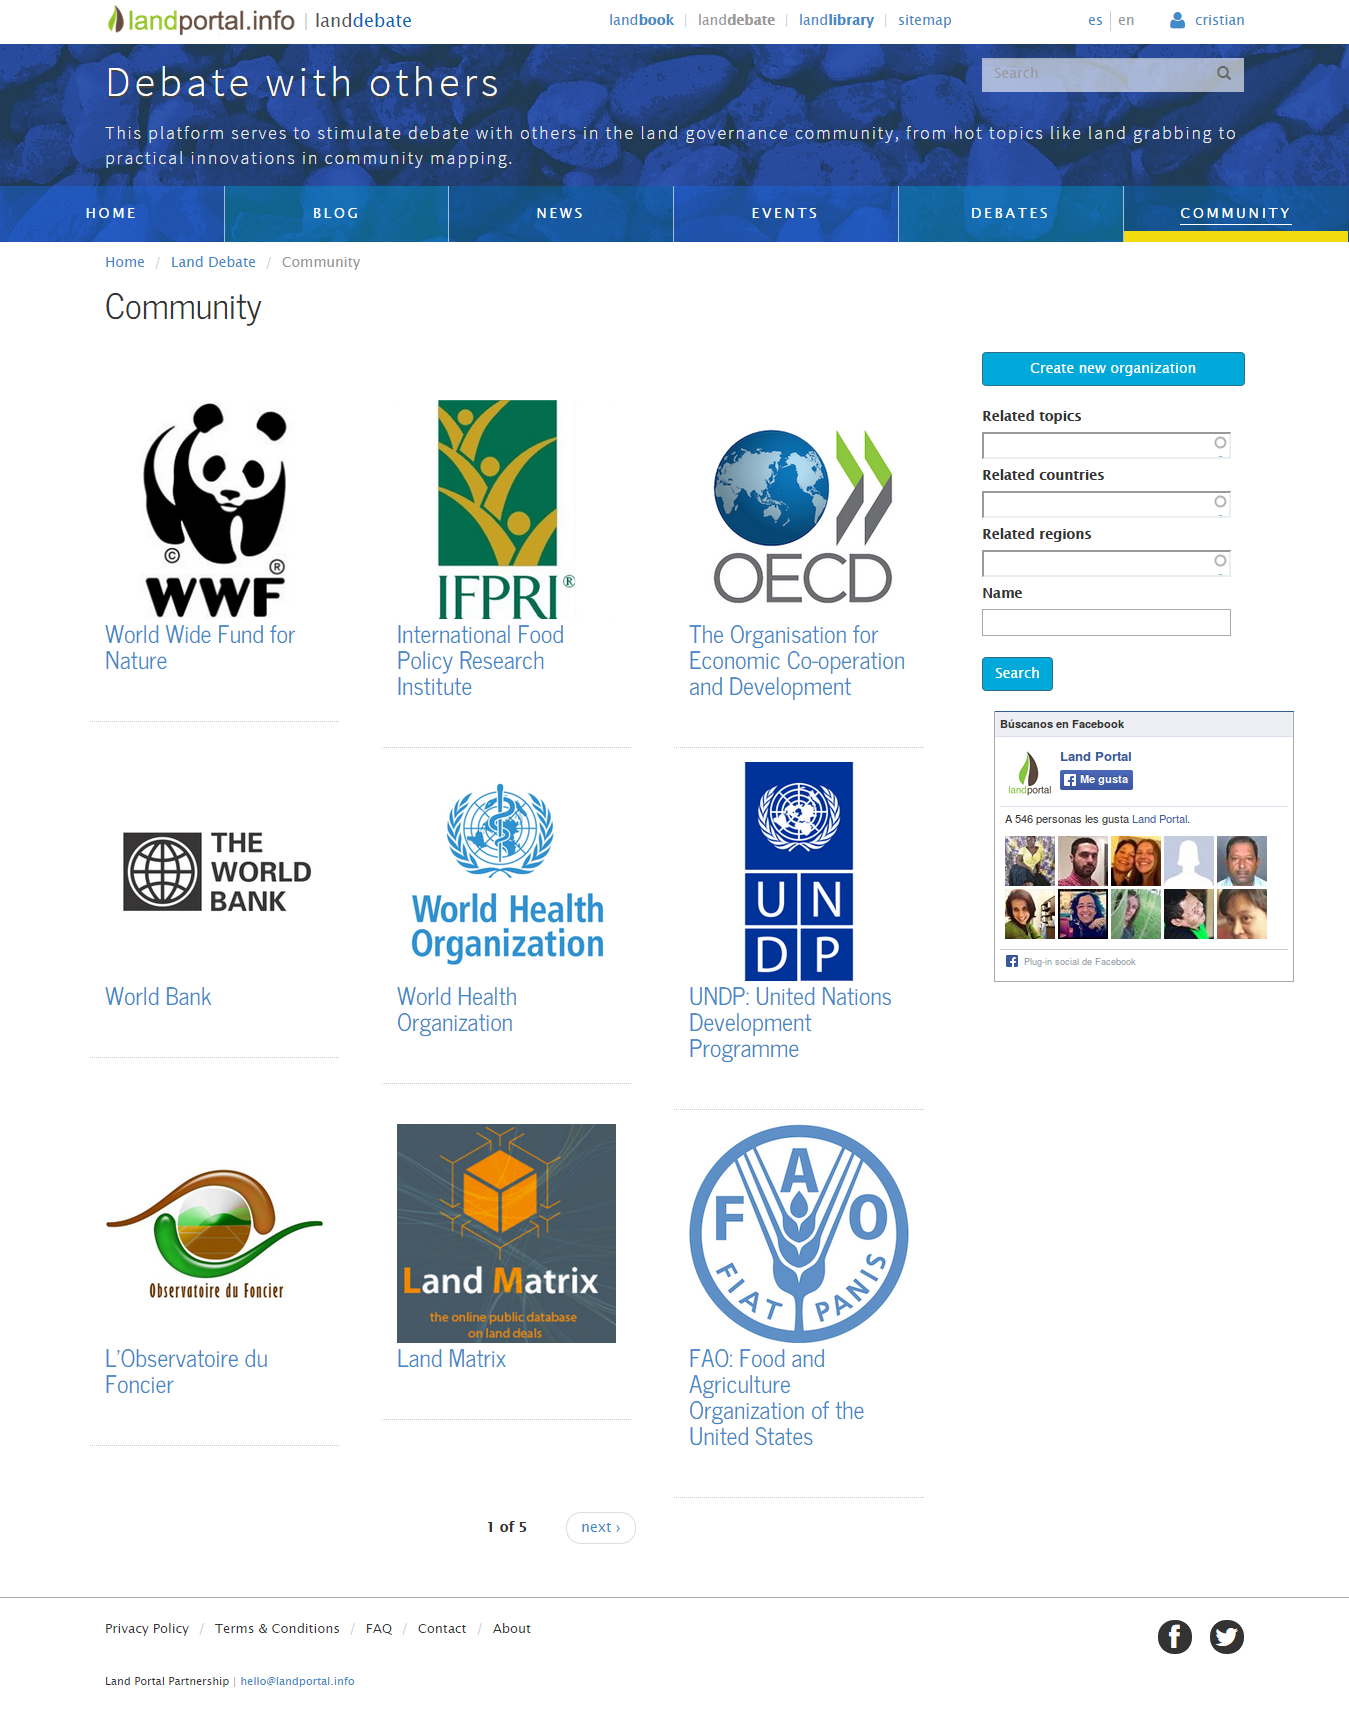 landportal.info | landdebate
landbook | landdebate | landlibrary | sitemap
es | en
cristian
Debate with others
Search
This platform serves to stimulate debate with others in the land governance community, from hot topics like land grabbing to
practical innovations in community mapping.
HOME
BLOG
NEWS
EVENTS
DEBATES
COMMUNITY
Home / Land Debate / Community
Community
©
®
WWF
World Wide Fund for
Nature
IFPRI®
International Food
Policy Research
Institute
OECD
The Organisation for
Economic Co-operation
and Development
THE
WORLD
BANK
World Bank
World Health
Organization
World Health
Organization
UN
DP
UNDP: United Nations
Development
Programme
Observatoire du Foncier
L'Observatoire du
Foncier
Land Matrix
the online public database
on land deals
Land Matrix
FAO
FIAT PANIS
FAO: Food and
Agriculture
Organization of the
United States
Create new organization
Related topics
Related countries
Related regions
Name
Search
Búscanos en Facebook
landportal
Land Portal
Me gusta
A 546 personas les gusta Land Portal.
Plug-in social de Facebook
1 of 5
next ›
Privacy Policy / Terms & Conditions / FAQ / Contact / About
Land Portal Partnership | hello@landportal.info